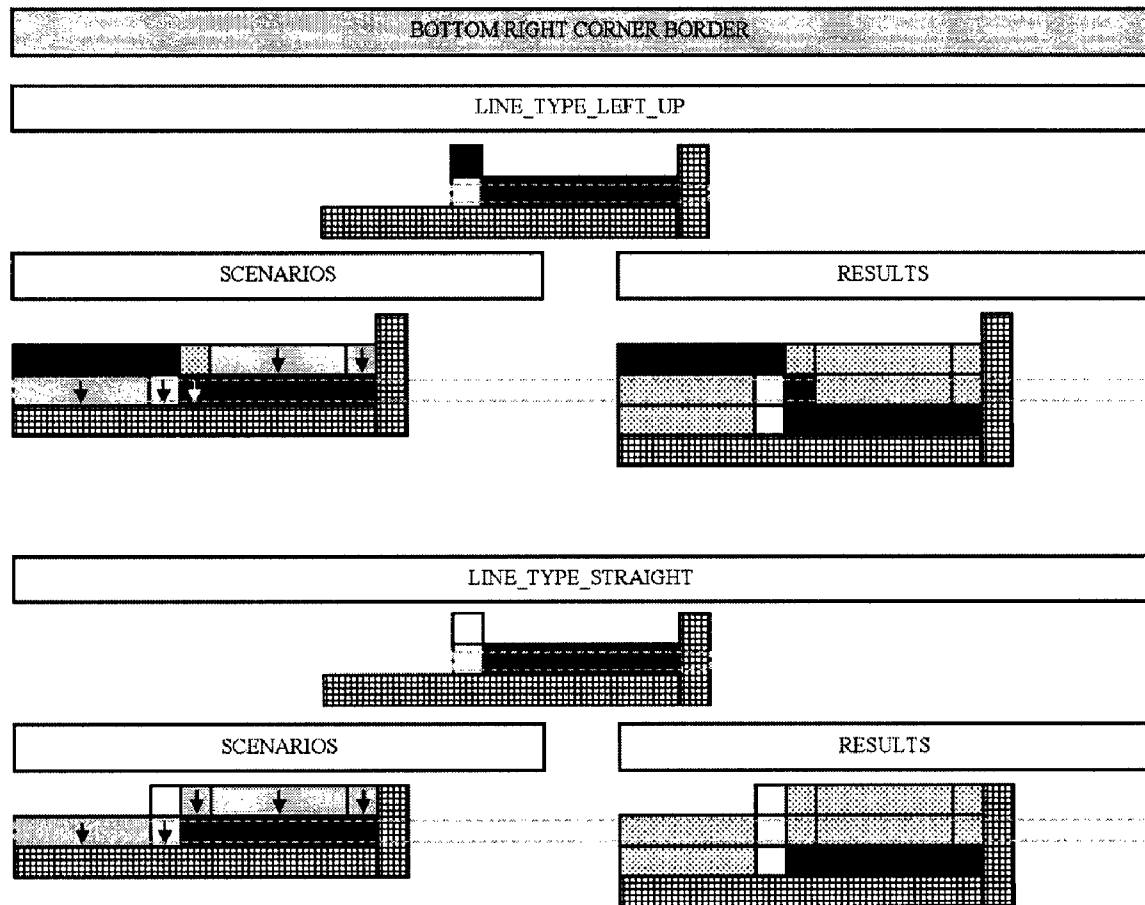 BOTTOM RIGHT CORNER BORDER
LINE_TYPE_LEFT_UP
SCENARIOS
RESULTS
LINE_TYPE_STRAIGHT
SCENARIOS
RESULTS